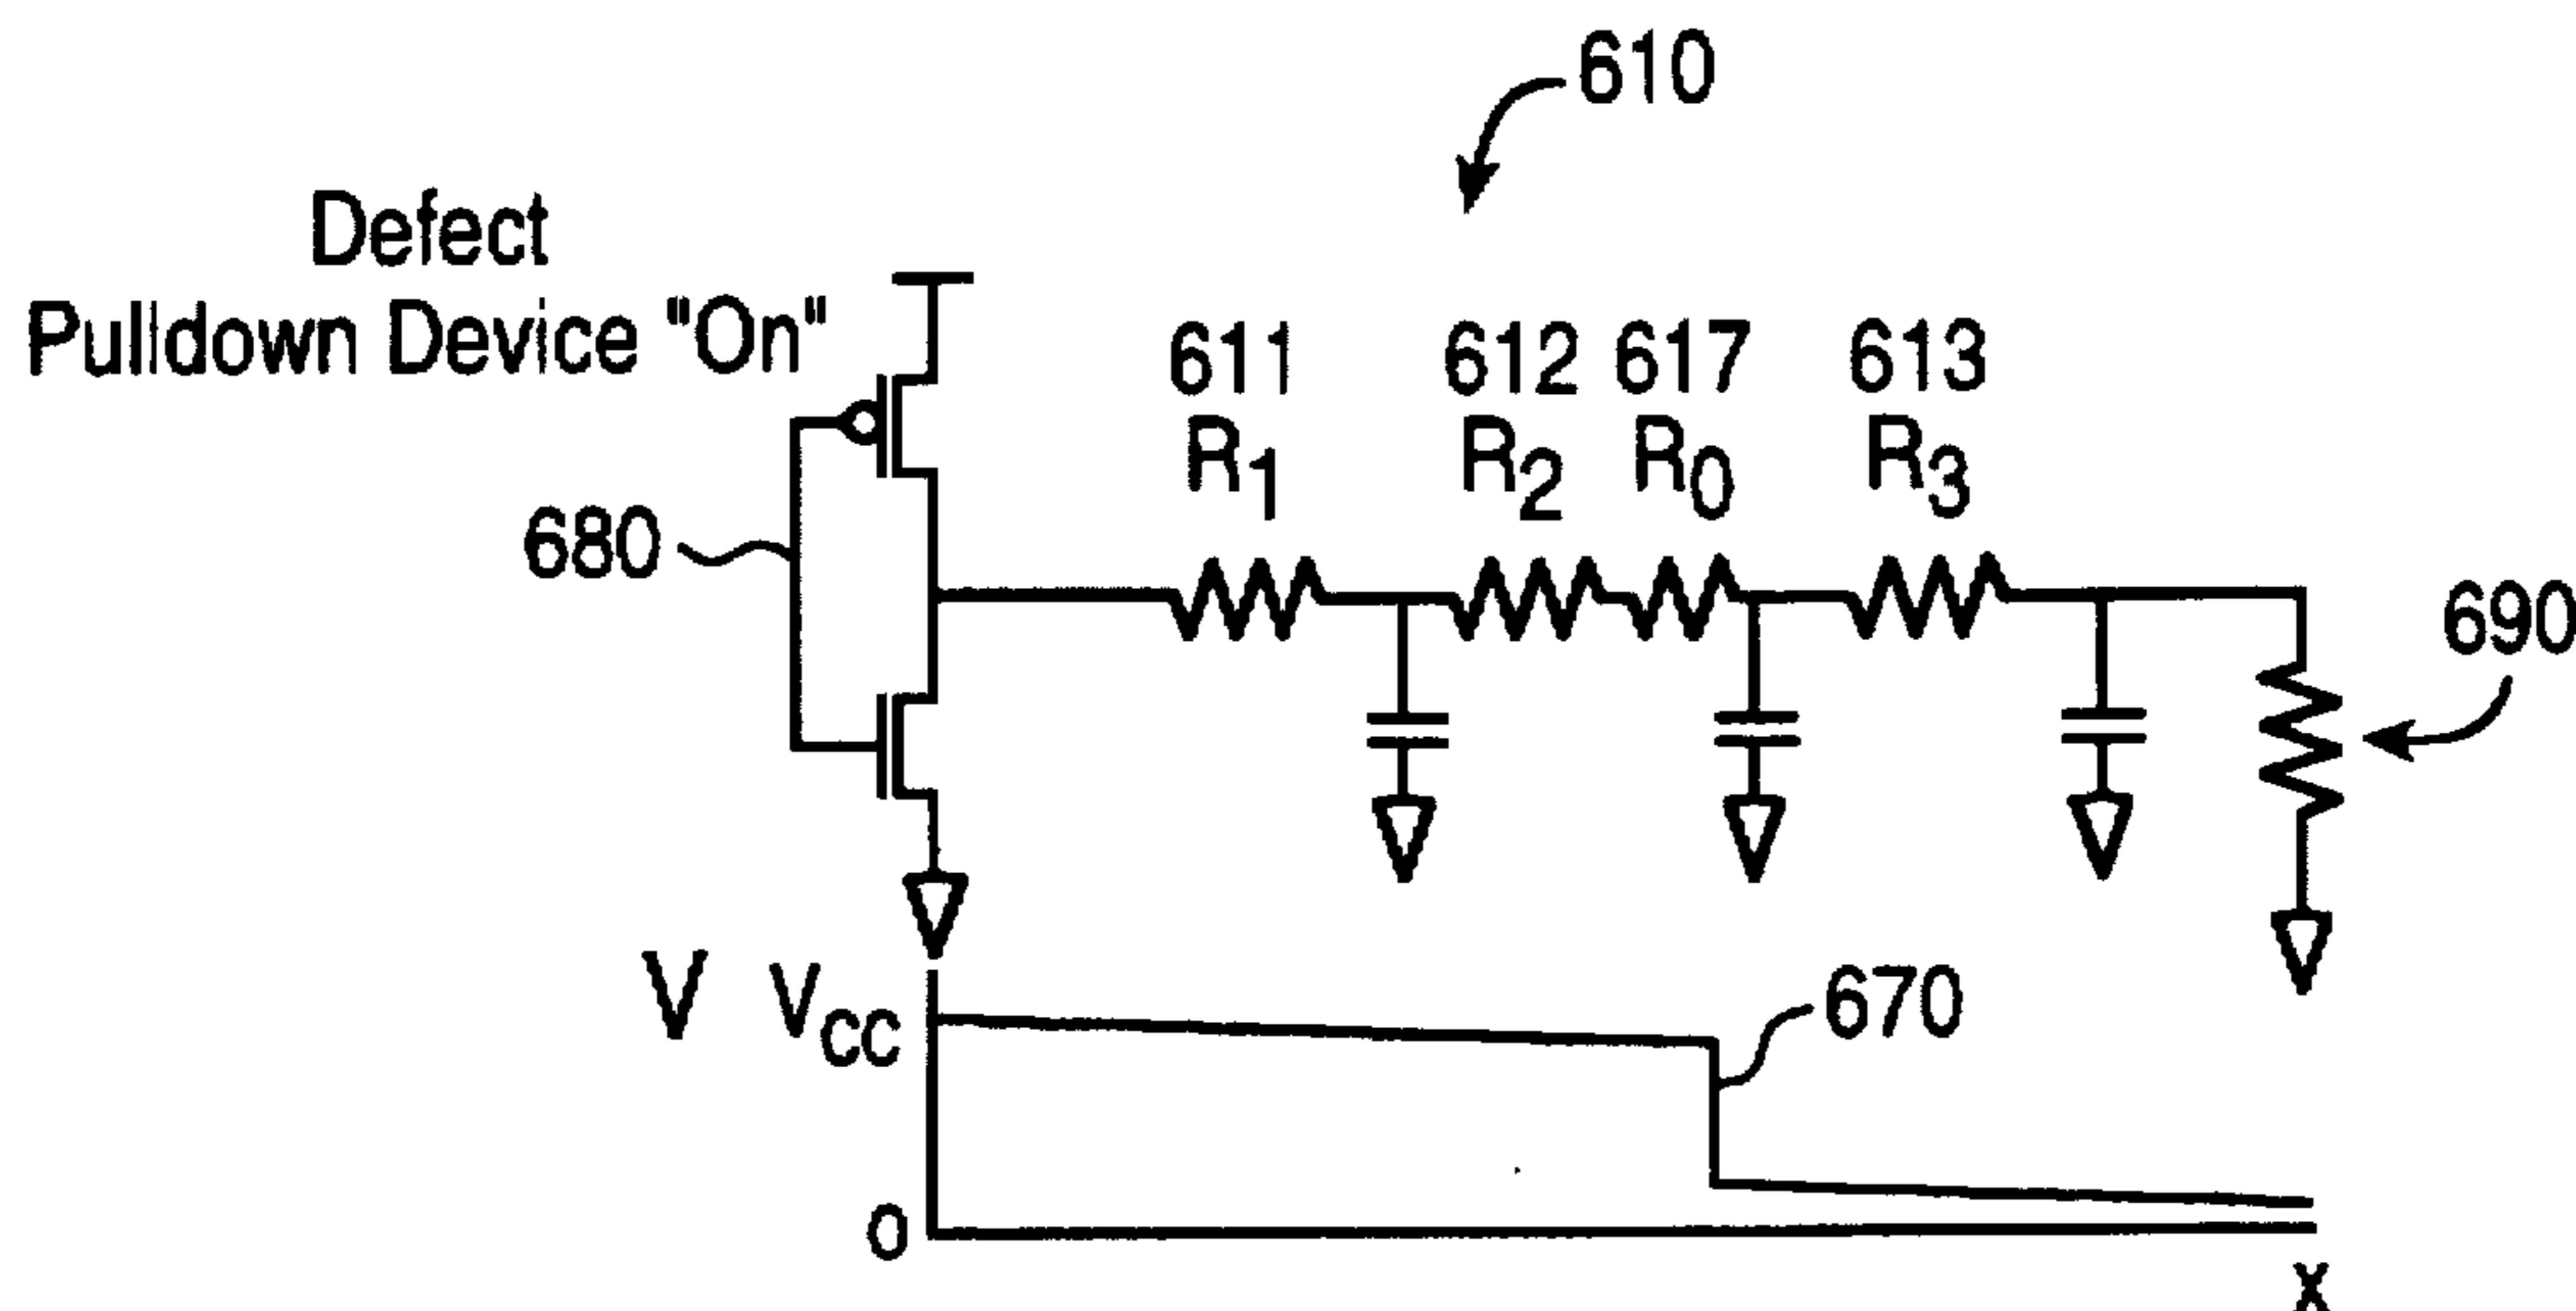 610
Defect
Pulldown Device "On"
611 612 617 613
R1 R2 R0 R3
680
690
V VCC
670
0
X